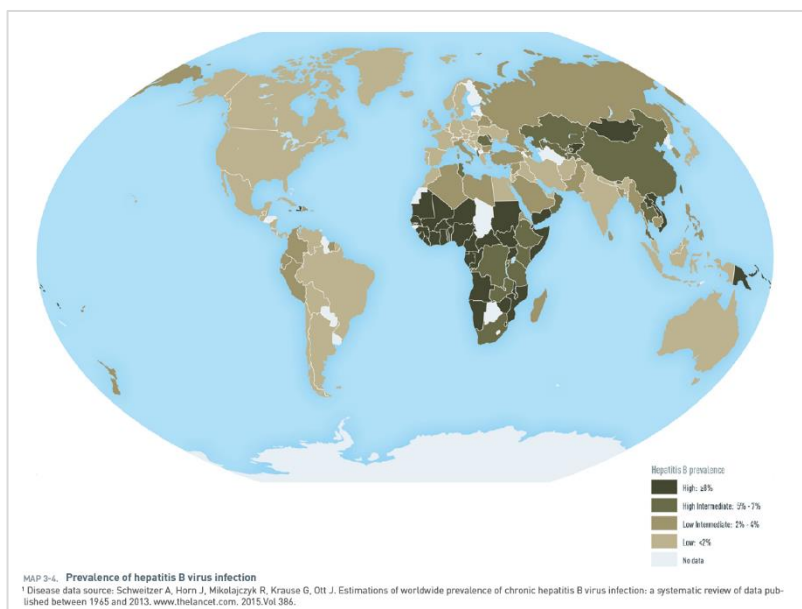 Hepatitis B prevalence
High: ≥8%
High Intermediate: 5% - 7%
Low Intermediate: 2% - 4%
Low: <2%
No data
MAP 3-4. Prevalence of hepatitis B virus infection
¹ Disease data source: Schweitzer A, Horn J, Mikolajczyk R, Krause G, Ott J. Estimations of worldwide prevalence of chronic hepatitis B virus infection: a systematic review of data pub-
lished between 1965 and 2013. www.thelancet.com. 2015.Vol 386.